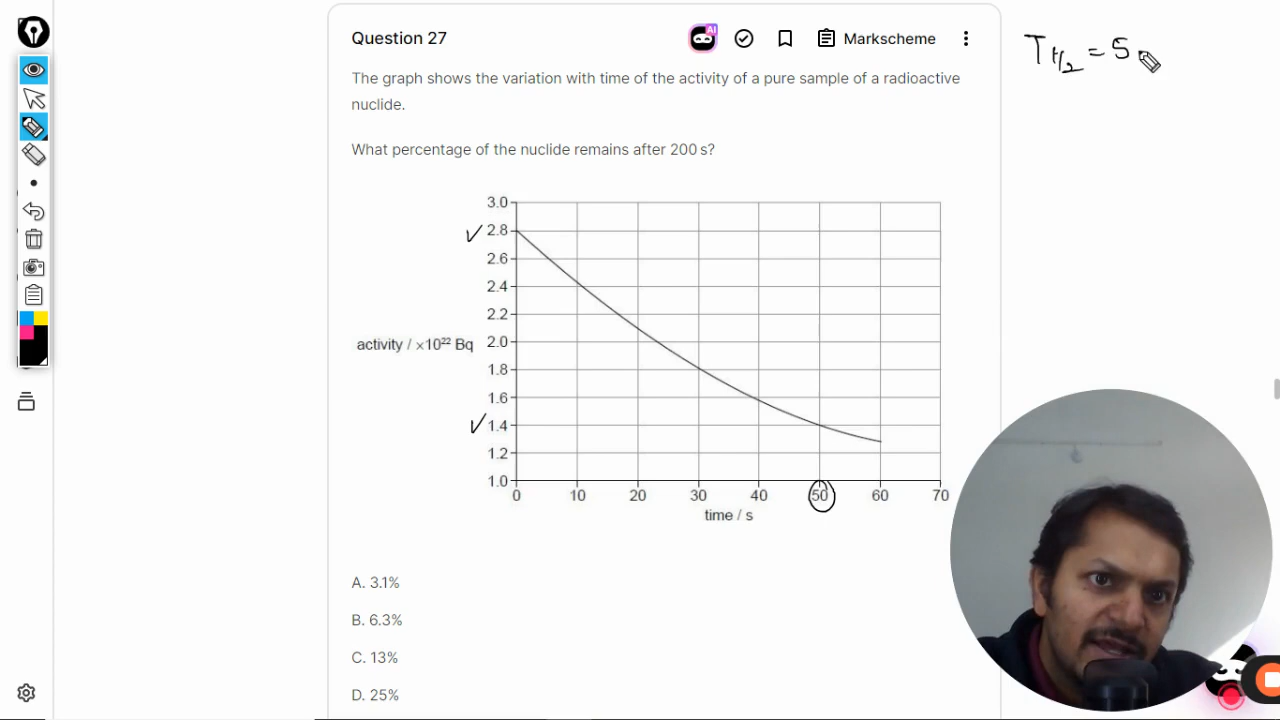 Question 27
AI
Markscheme
T1/2 = 5
The graph shows the variation with time of the activity of a pure sample of a radioactive
nuclide.
What percentage of the nuclide remains after 200 s?
3.0
2.8
2.6
2.4
2.2
activity / ×10²² Bq 2.0
1.8
1.6
1.4
1.2
1.0
0 10 20 30 40 50 60 70
time / s
A. 3.1%
B. 6.3%
C. 13%
D. 25%